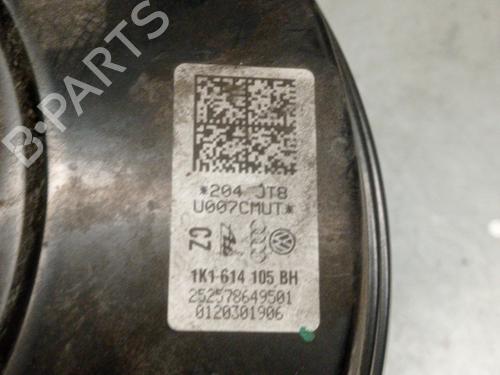 B-PARTS
*204 JT8
U007CMUT*
CZ
1K1 614 105 BH
252578649501
0120301906